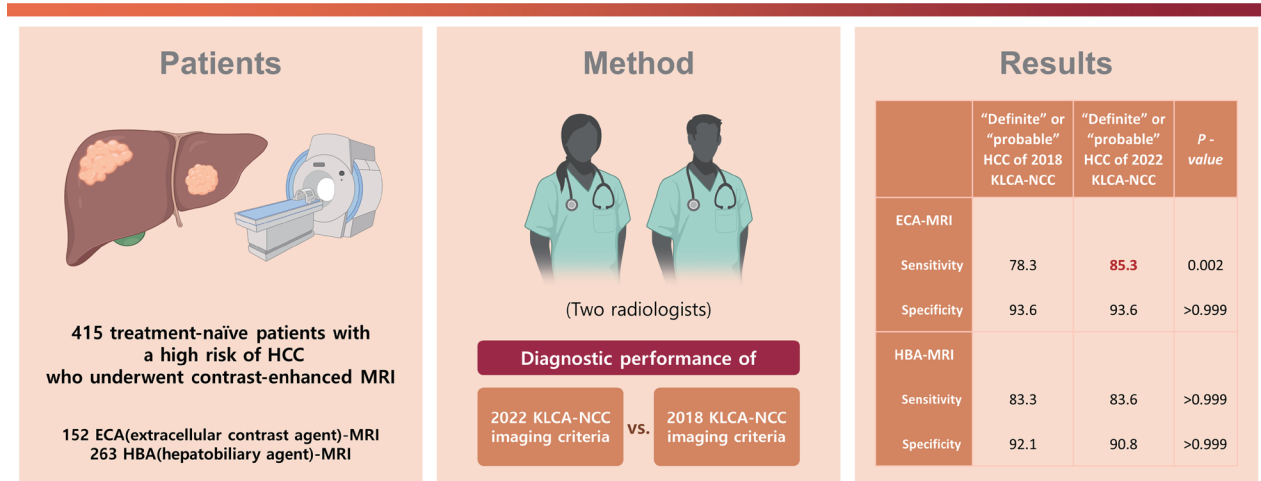 Patients
415 treatment-naïve patients with
a high risk of HCC
who underwent contrast-enhanced MRI
152 ECA(extracellular contrast agent)-MRI
263 HBA(hepatobiliary agent)-MRI
Method
(Two radiologists)
Diagnostic performance of
2022 KLCA-NCC
imaging criteria
vs.
2018 KLCA-NCC
imaging criteria
Results
“Definite” or
“probable”
HCC of 2018
KLCA-NCC
“Definite” or
“probable”
HCC of 2022
KLCA-NCC
P -
value
ECA-MRI
Sensitivity 78.3 85.3 0.002
Specificity 93.6 93.6 >0.999
HBA-MRI
Sensitivity 83.3 83.6 >0.999
Specificity 92.1 90.8 >0.999